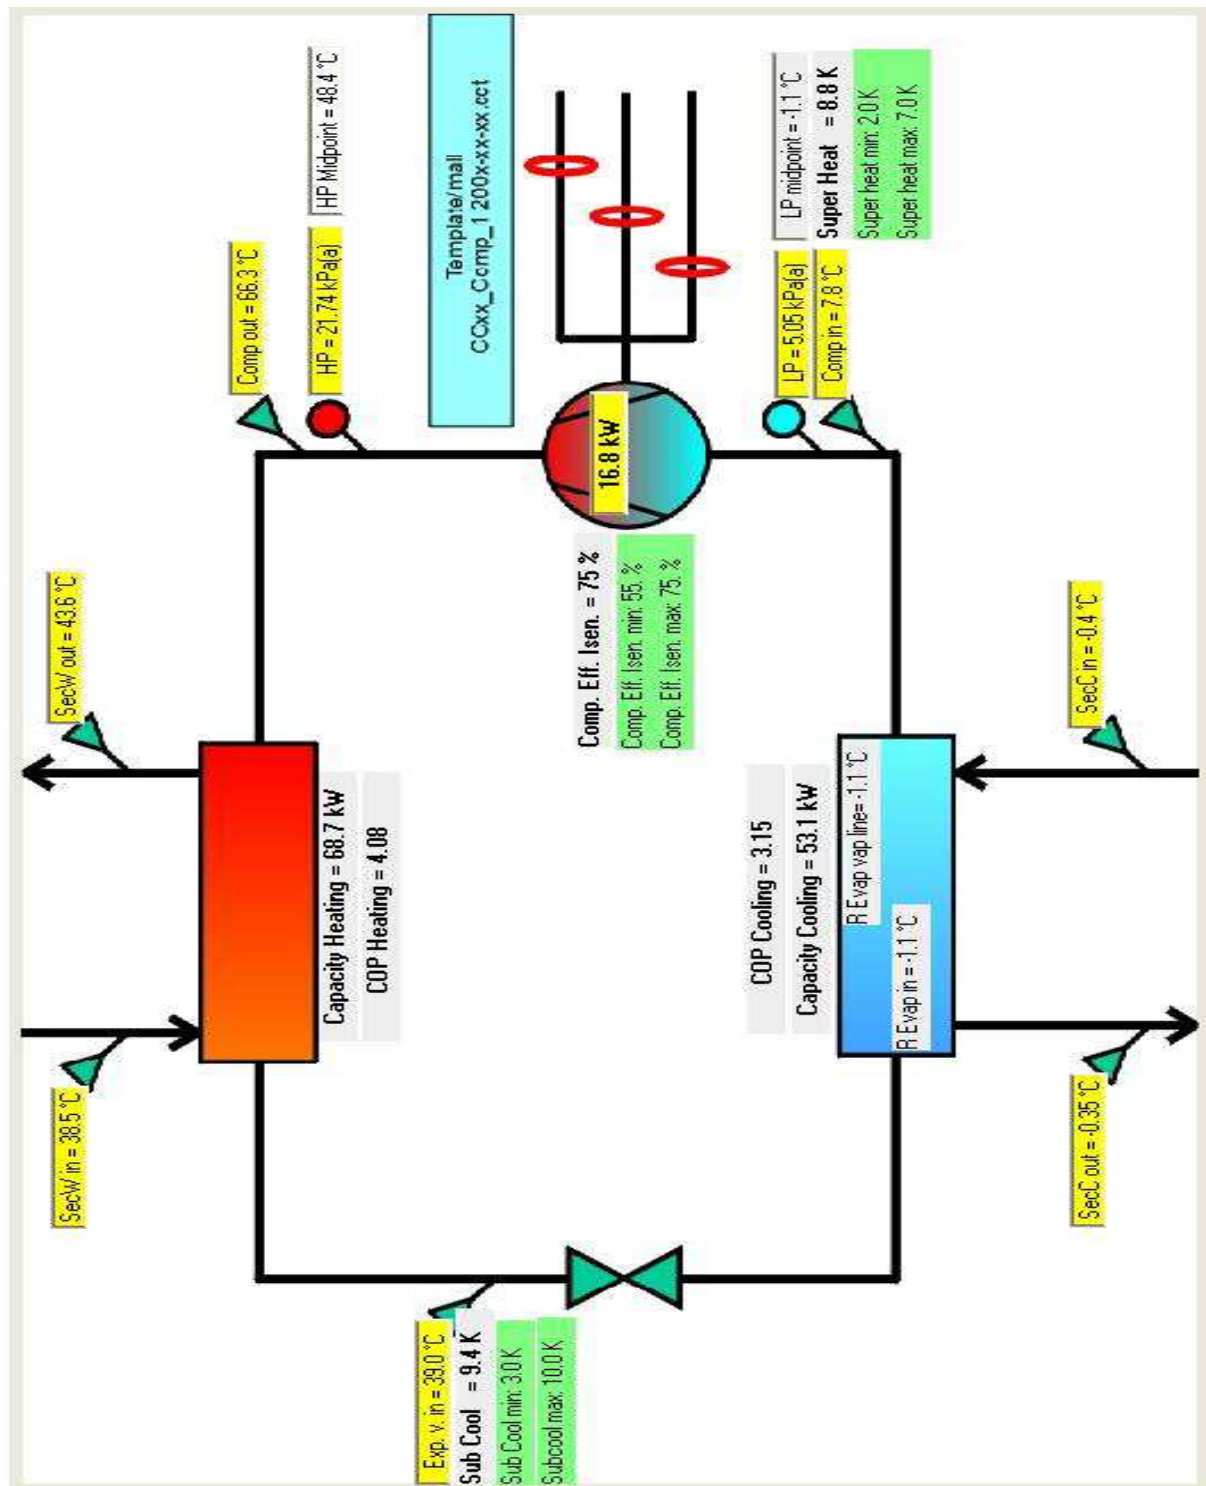 SecW in = 38.5 °C
SecW out = 43.6 °C
Comp out = 66.3 °C
HP = 21.74 kPa(a)
HP Midpoint = 48.4 °C
Capacity Heating = 68.7 kW
COP Heating = 4.08
Template/mall
CCxx_Comp_1 200x-xx-xx.cct
Exp. v. in = 39.0 °C
Sub Cool = 9.4 K
Sub Cool min: 3.0 K
Subcool max: 10.0 K
16.8 kW
Comp. Eff. Isen. = 75 %
Comp. Eff. Isen. min: 55. %
Comp. Eff. Isen. max: 75. %
LP = 5.05 kPa(a)
LP midpoint = -1.1 °C
Comp in = 7.8 °C
Super Heat = 8.8 K
Super heat min: 2.0 K
Super heat max: 7.0 K
COP Cooling = 3.15
Capacity Cooling = 53.1 kW
R Evap vap line= -1.1 °C
R Evap in = -1.1 °C
SecC out = -0.35 °C
SecC in = -0.4 °C